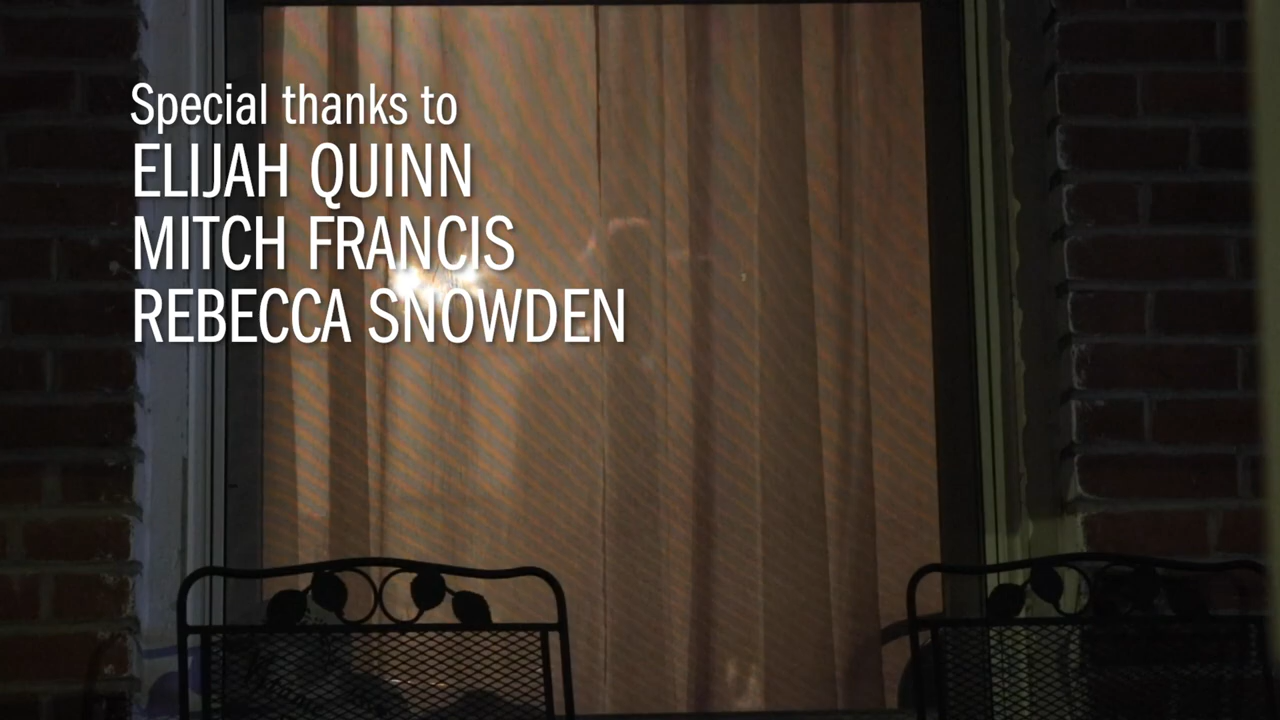 Special thanks to
ELIJAH QUINN
MITCH FRANCIS
REBECCA SNOWDEN